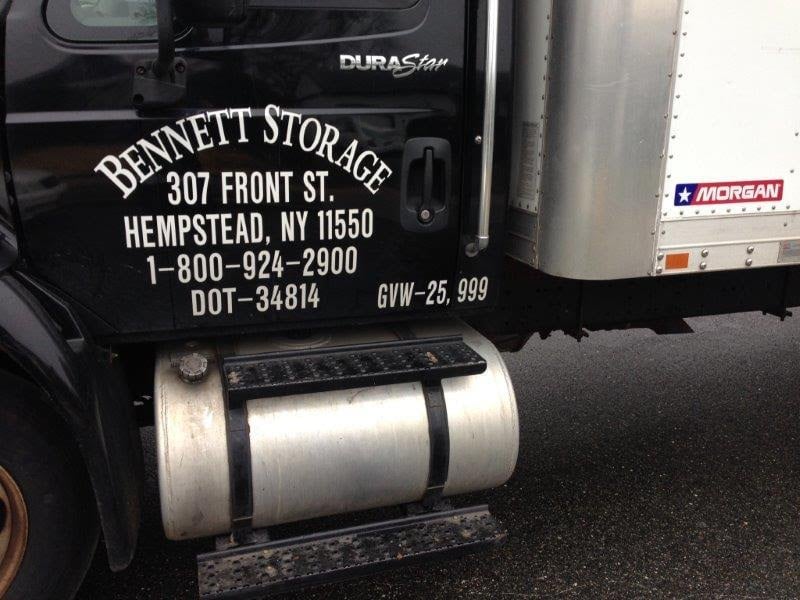 DURAStar
BENNETT STORAGE
307 FRONT ST.
HEMPSTEAD, NY 11550
1-800-924-2900
DOT-34814
GVW-25,999
MORGAN